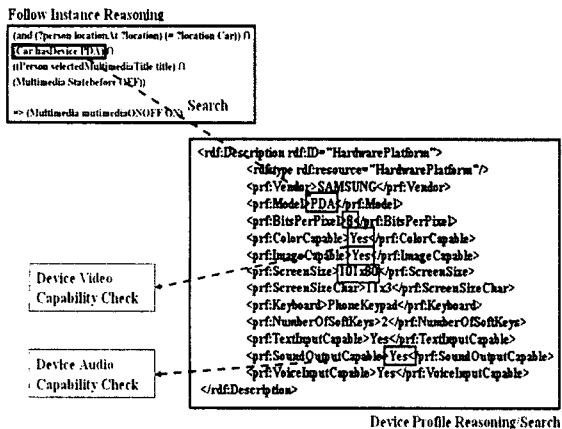 Follow Instance Reasoning
(and (?person locationAt ?location) (= ?location Car)) ∩
(Car hasDevice PDA) ∩
((Person selectedMultimediaTitle title) ∩
(Multimedia Statebefore OFF))
=> (Multimedia mutimediaONOFF ON)
Search
<rdf:Description rdf:ID="HardwarePlatform">
<rdf:type rdf:resource="HardwarePlatform"/>
<prf:Vendor>SAMSUNG</prf:Vendor>
<prf:Model>PDA</prf:Model>
<prf:BitsPerPixel>8</prf:BitsPerPixel>
<prf:ColorCapable>Yes</prf:ColorCapable>
<prf:ImageCapable>Yes</prf:ImageCapable>
<prf:ScreenSize>101x80</prf:ScreenSize>
<prf:ScreenSizeChar>11x3</prf:ScreenSizeChar>
<prf:Keyboard>PhoneKeypad</prf:Keyboard>
<prf:NumberOfSoftKeys>2</prf:NumberOfSoftKeys>
<prf:TextInputCapable>Yes</prf:TextInputCapable>
<prf:SoundOutputCapable>Yes</prf:SoundOutputCapable>
<prf:VoiceInputCapable>Yes</prf:VoiceInputCapable>
</rdf:Description>
Device Video
Capability Check
Device Audio
Capability Check
Device Profile Reasoning/Search